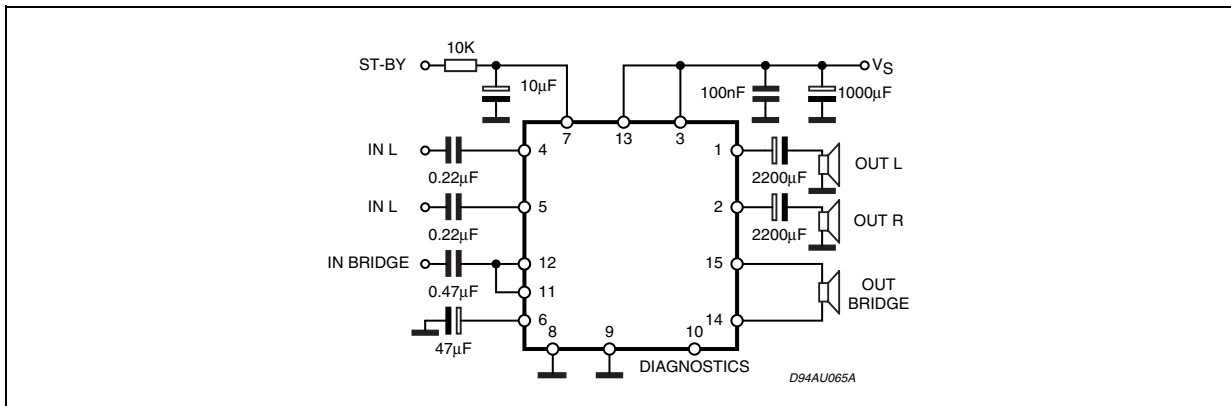 10K
ST-BY
VS
10μF
100nF
1000μF
7
13
3
IN L
4
1
0.22μF
2200μF
OUT L
IN L
5
2
0.22μF
2200μF
OUT R
IN BRIDGE
12
15
0.47μF
11
OUT
BRIDGE
6
14
47μF
8
9
10
DIAGNOSTICS
D94AU065A